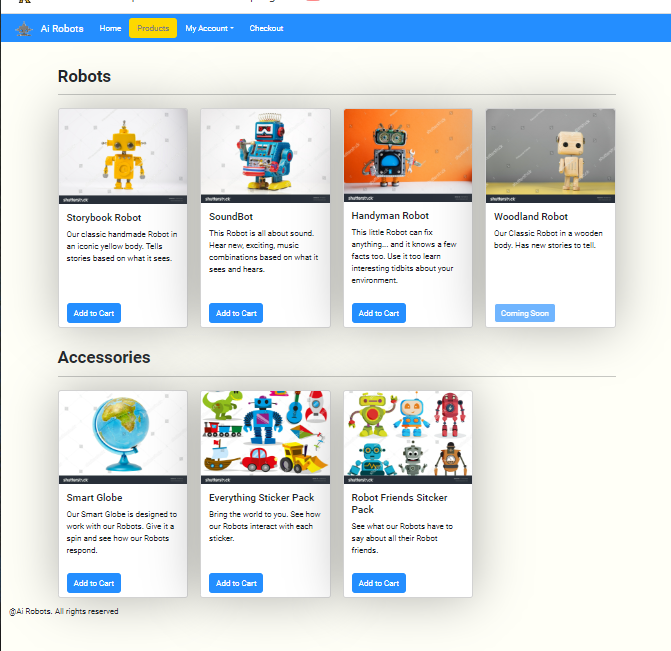 Ai Robots
Home
Products
My Account
Checkout
Robots
shutterstock
shutterstock
shutterstock
shutterstock
Storybook Robot
Our classic handmade Robot in
an iconic yellow body. Tells
stories based on what it sees.
Add to Cart
SoundBot
This Robot is all about sound.
Hear new, exciting, music
combinations based on what it
sees and hears.
Add to Cart
Handyman Robot
This little Robot can fix
anything... and it knows a few
facts too. Use it too learn
interesting tidbits about your
environment.
Add to Cart
Woodland Robot
Our Classic Robot in a wooden
body. Has new stories to tell.
Coming Soon
Accessories
shutterstock
shutterstock
shutterstock
Smart Globe
Our Smart Globe is designed to
work with our Robots. Give it a
spin and see how our Robots
respond.
Add to Cart
Everything Sticker Pack
Bring the world to you. See how
our Robots interact with each
sticker.
Add to Cart
Robot Friends Sitcker
Pack
See what our Robots have to
say about all their Robot
friends.
Add to Cart
@Ai Robots. All rights reserved